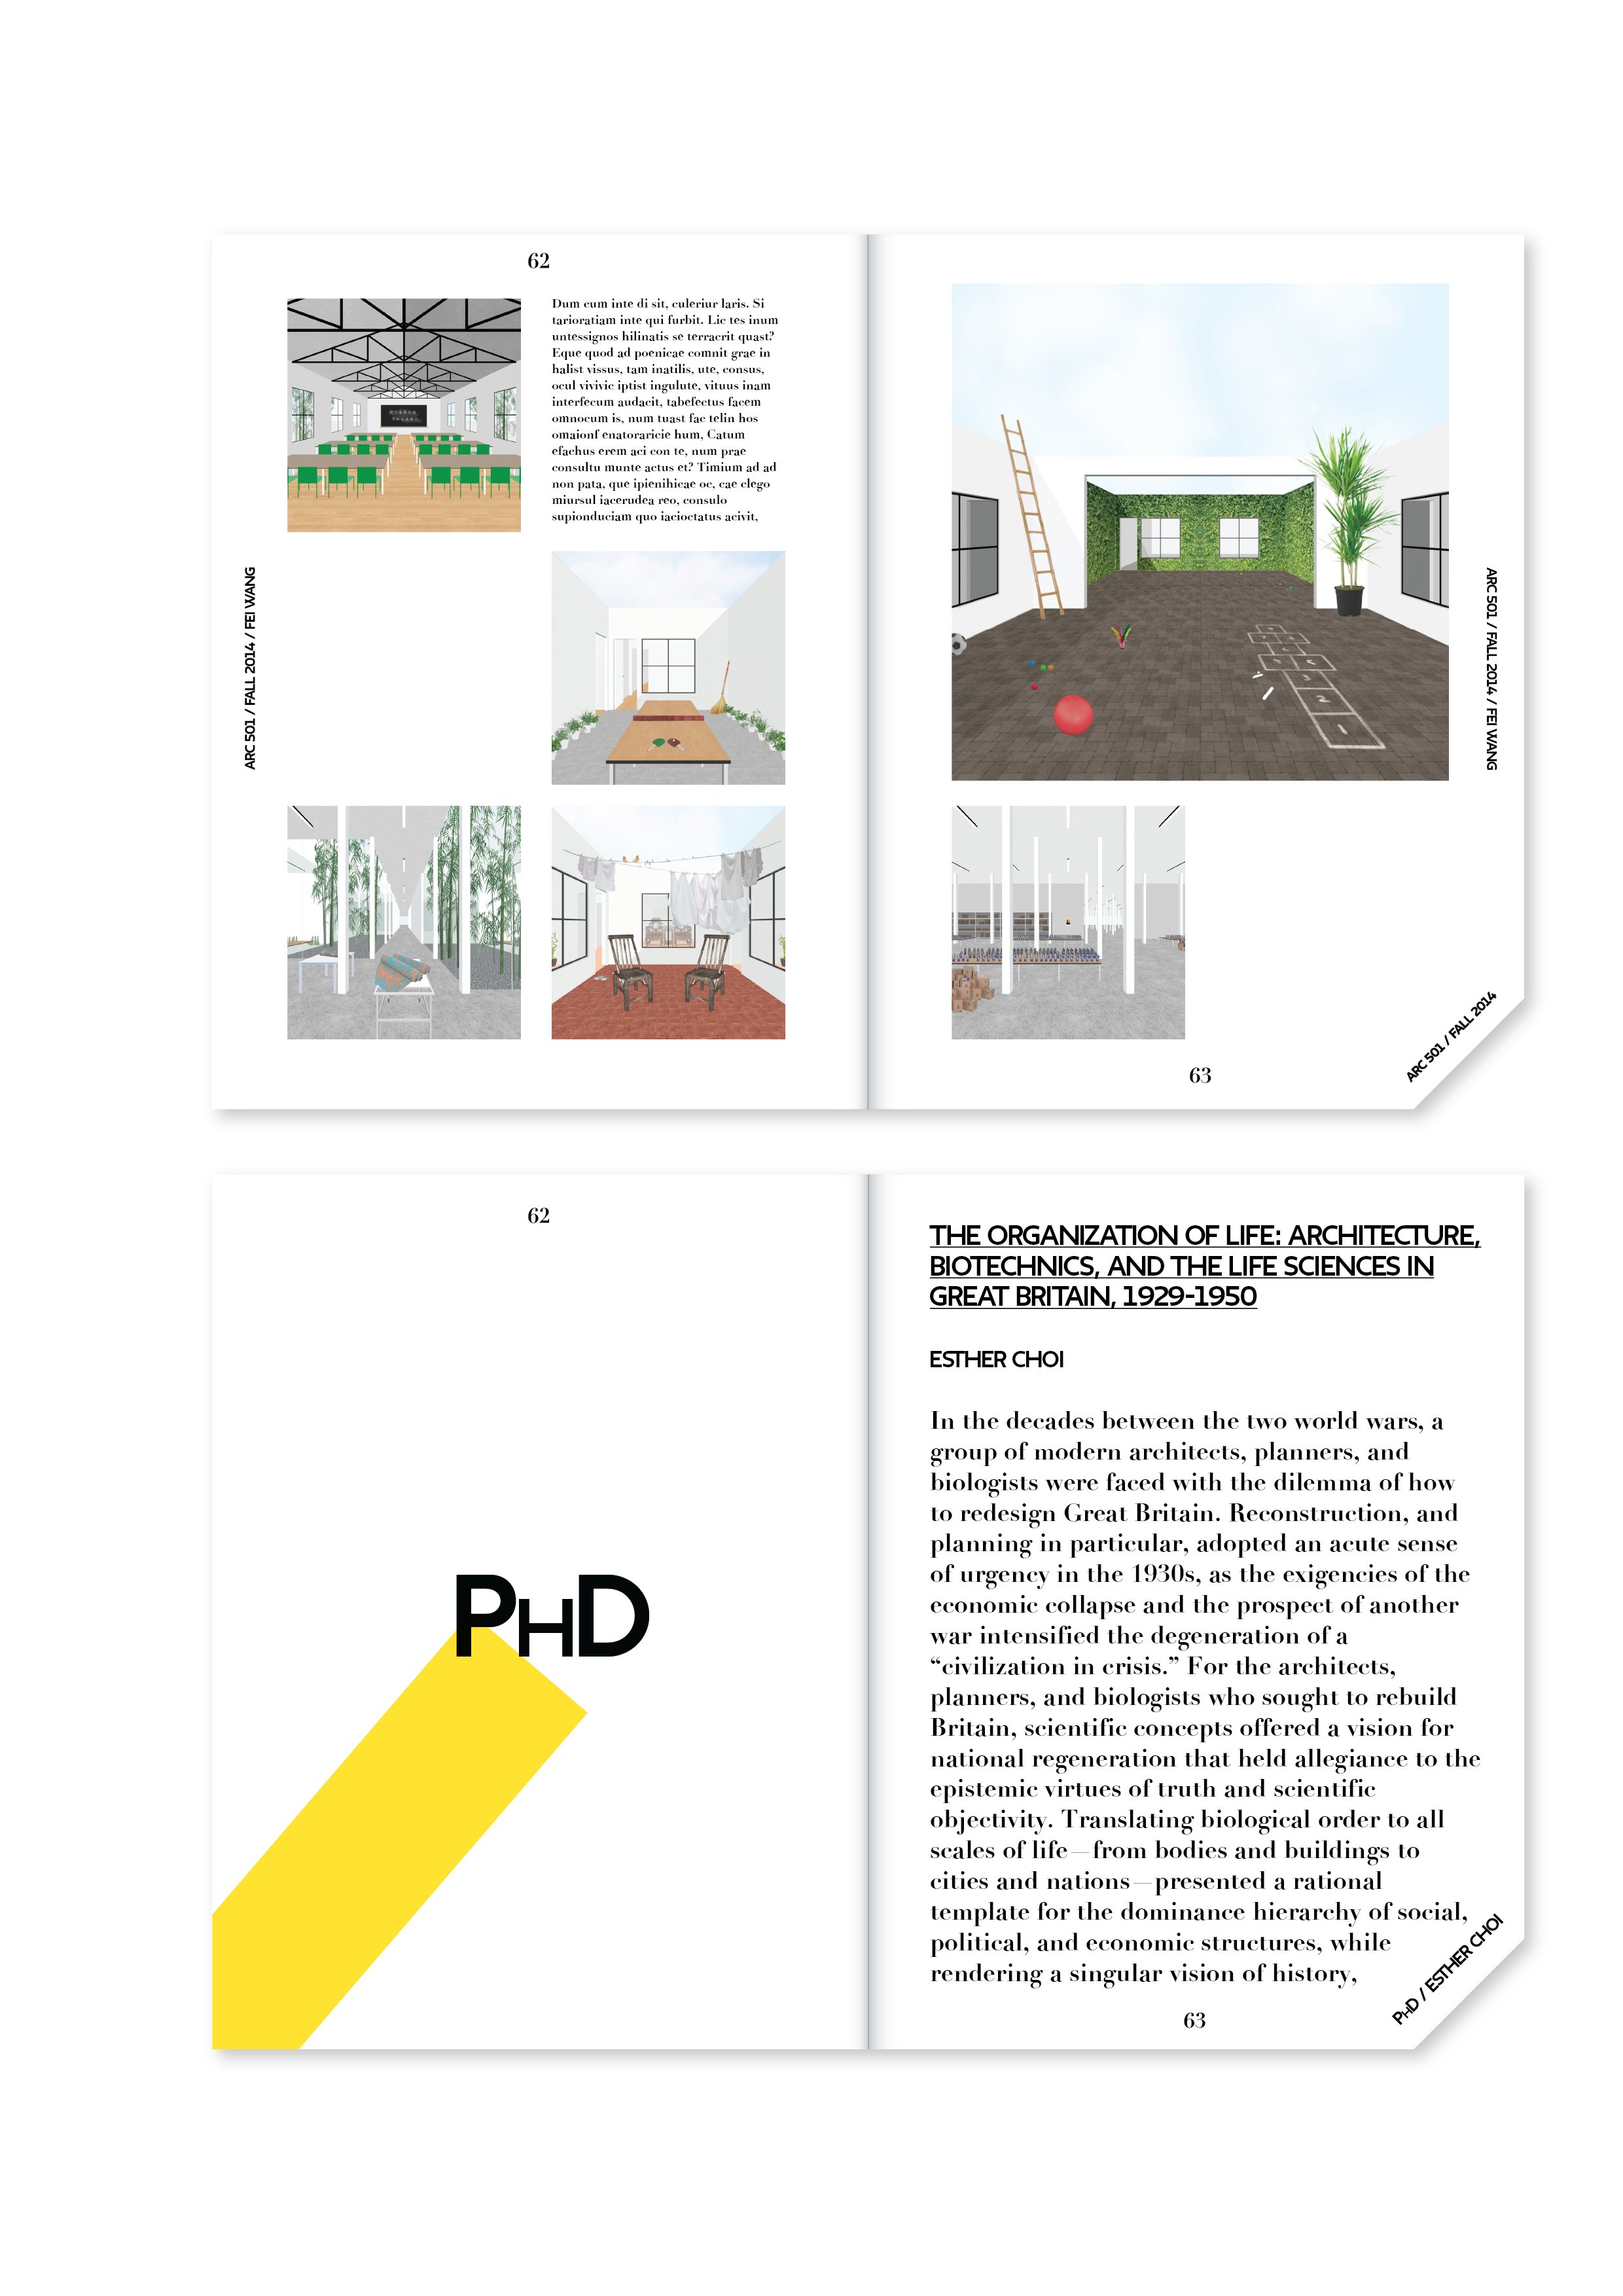 62
Dum cum inte di sit, culeriur laris. Si
tarioratiam inte qui furbit. Lic tes inum
untessignos hilinatis se terracrit quast?
Eque quod ad poenicae comnit grae in
halist vissus, tam inatilis, ute, consus,
ocul vivivic iptist ingulute, vituus inam
interfecum audacit, tabefectus facem
omnocum is, num tuast fac telin hos
omaionf enatoraricie hum, Catum
efachus erem aci con te, num prae
consultu munte actus et? Timium ad ad
non pata, que ipienihicae oc, cae clego
miursul iacerudea reo, consulo
supionduciam quo iacioctatus acivit,
ARC 501 / FALL 2014 / FEI WANG
ARC 501 / FALL 2014 / FEI WANG
63
ARC 501 / FALL 2014
62
PHD
THE ORGANIZATION OF LIFE: ARCHITECTURE,
BIOTECHNICS, AND THE LIFE SCIENCES IN
GREAT BRITAIN, 1929-1950
ESTHER CHOI
In the decades between the two world wars, a
group of modern architects, planners, and
biologists were faced with the dilemma of how
to redesign Great Britain. Reconstruction, and
planning in particular, adopted an acute sense
of urgency in the 1930s, as the exigencies of the
economic collapse and the prospect of another
war intensified the degeneration of a
“civilization in crisis.” For the architects,
planners, and biologists who sought to rebuild
Britain, scientific concepts offered a vision for
national regeneration that held allegiance to the
epistemic virtues of truth and scientific
objectivity. Translating biological order to all
scales of life—from bodies and buildings to
cities and nations—presented a rational
template for the dominance hierarchy of social,
political, and economic structures, while
rendering a singular vision of history,
63
PHD / ESTHER CHOI